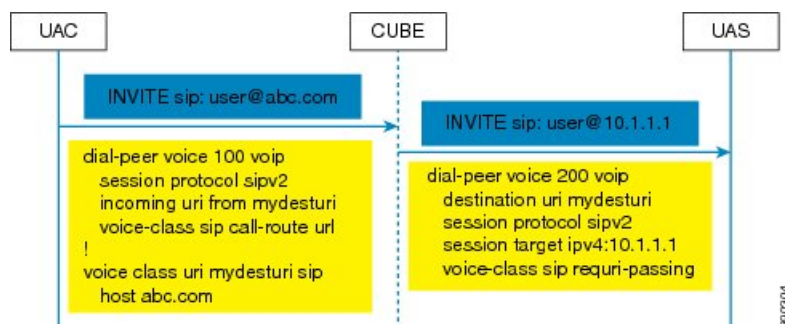 UAC
CUBE
UAS
INVITE sip: user@abc.com
INVITE sip: user@10.1.1.1
dial-peer voice 100 voip
session protocol sipv2
incoming uri from mydesturi
voice-class sip call-route url
!
voice class uri mydesturi sip
host abc.com
dial-peer voice 200 voip
destination uri mydesturi
session protocol sipv2
session target ipv4:10.1.1.1
voice-class sip requri-passing